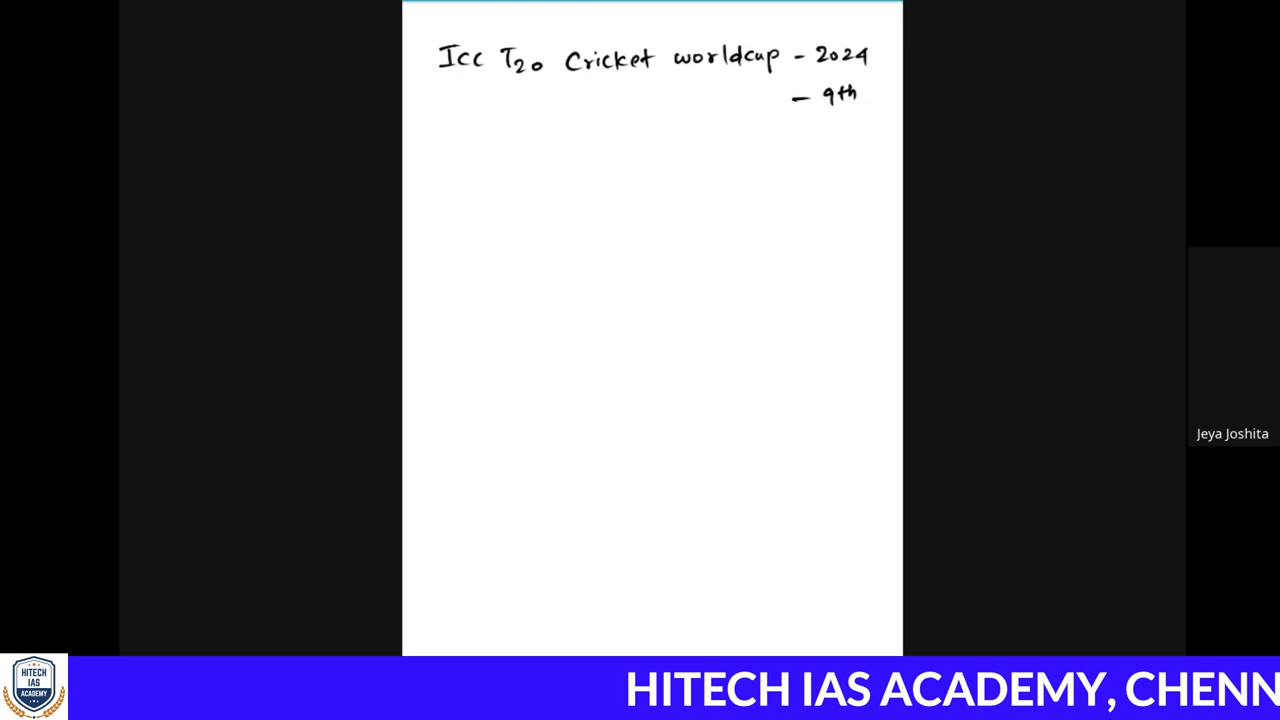 Icc T20 Cricket worldcup - 2024
- 9th
Jeya Joshita
HITECH
IAS
ACADEMY
HITECH IAS ACADEMY, CHENN